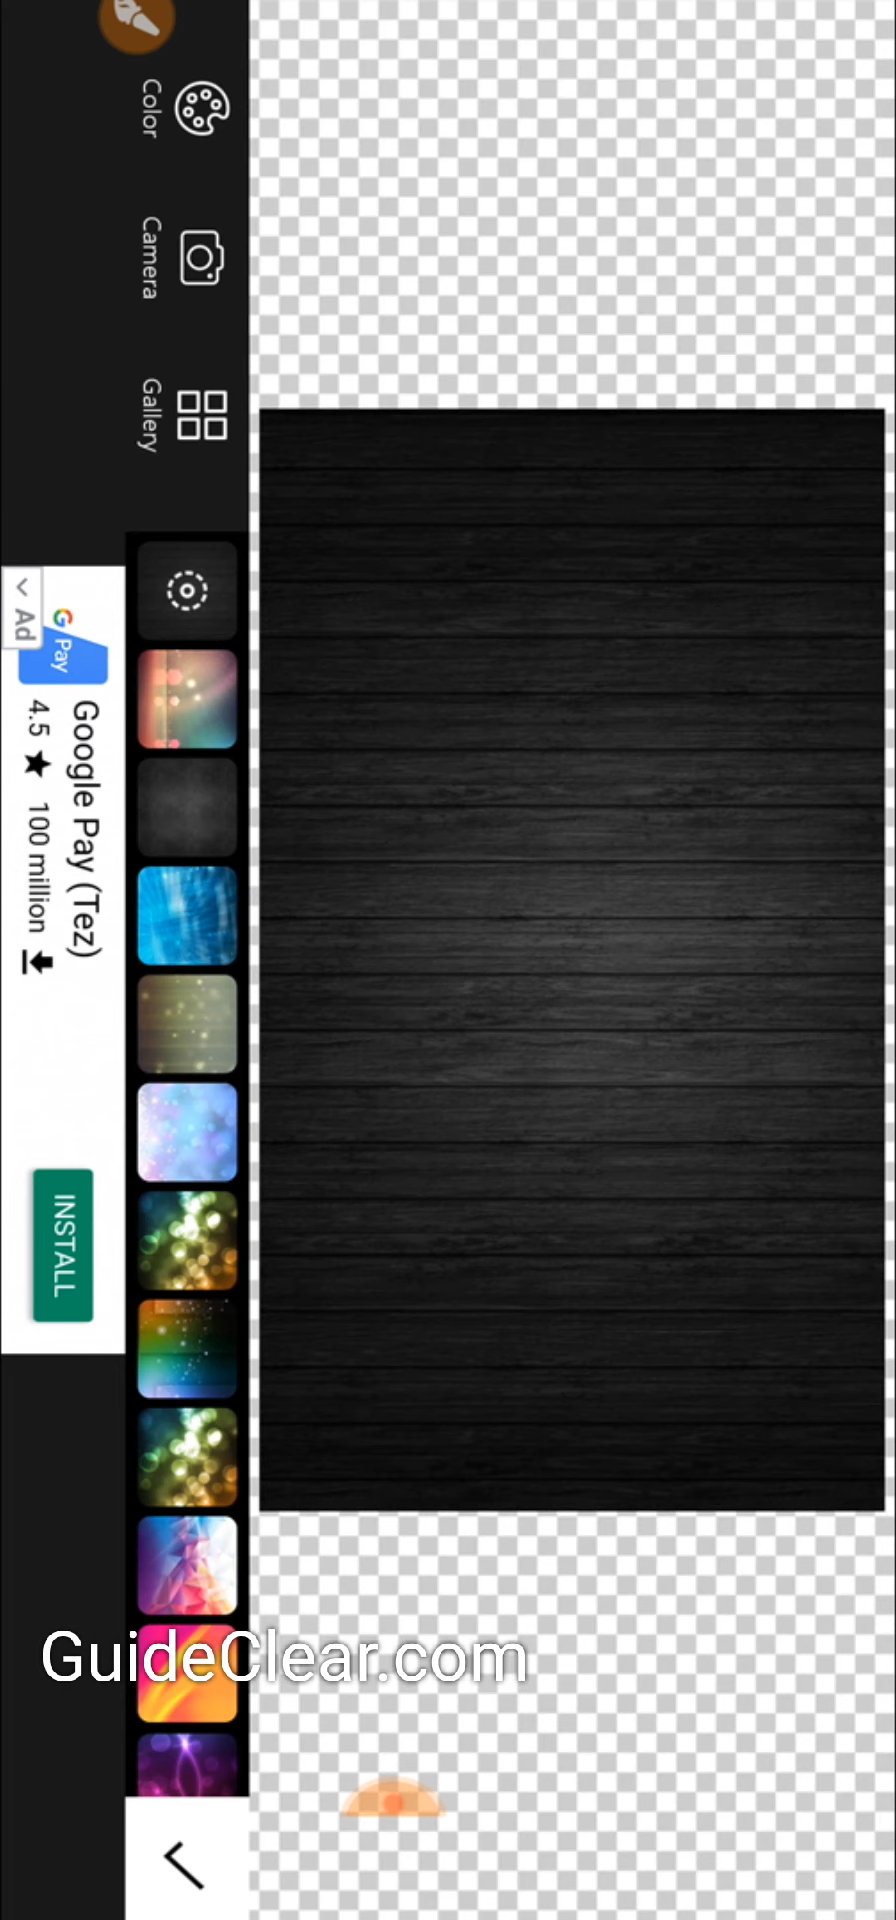 Color
Camera
Gallery
Ad
G Pay
Google Pay (Tez)
4.5 ★ 100 million
INSTALL
GuideClear.com